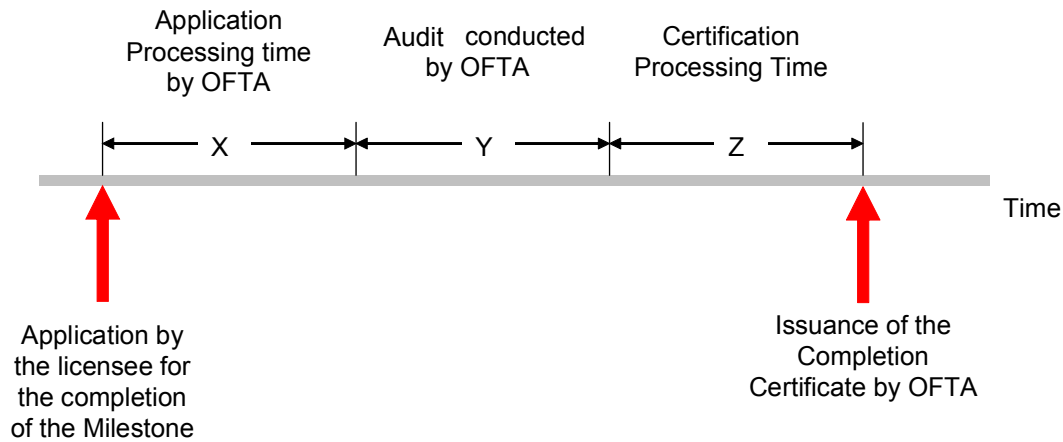 Application
Processing time
by OFTA
Audit conducted
by OFTA
Certification
Processing Time
X
Y
Z
Time
Application by
the licensee for
the completion
of the Milestone
Issuance of the
Completion
Certificate by OFTA